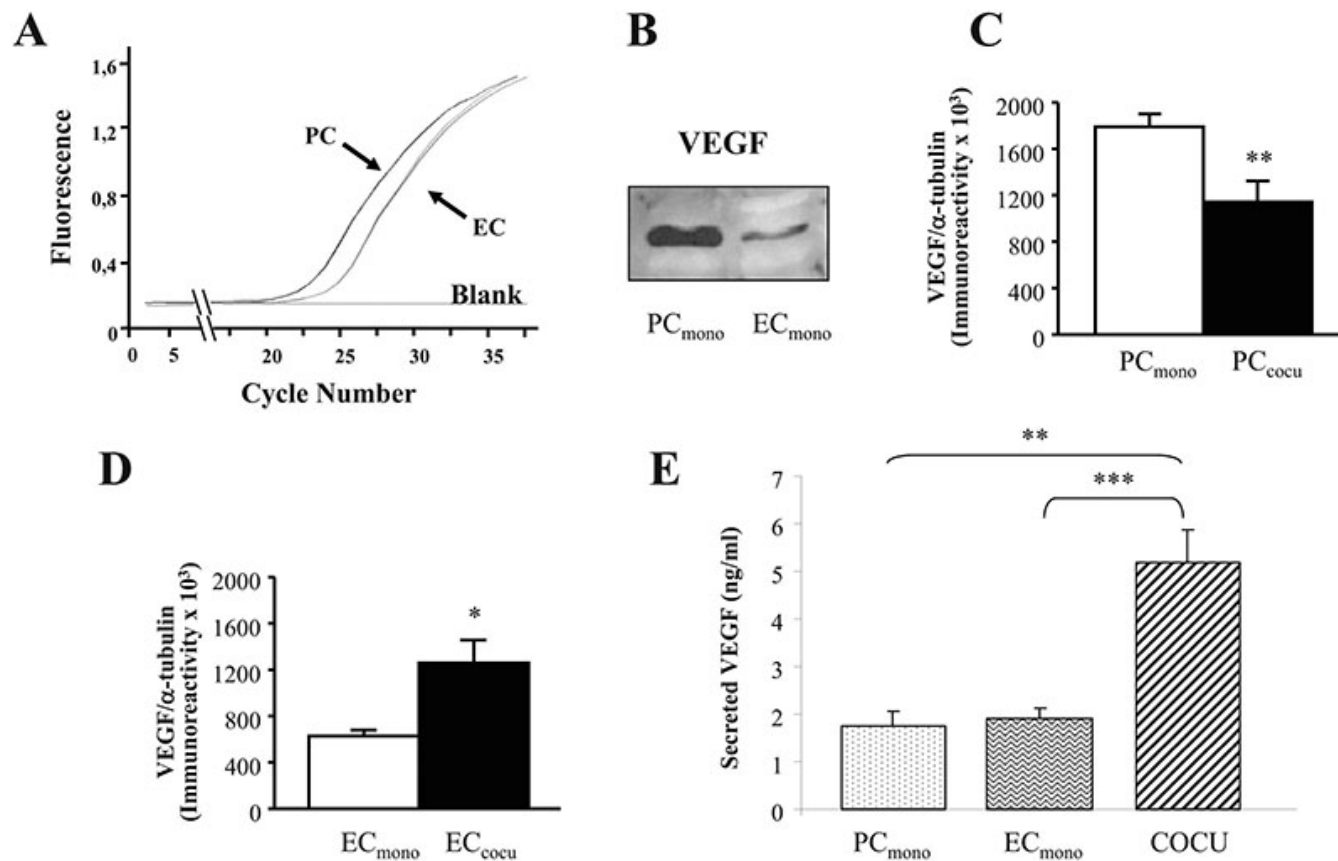 A
Fluorescence
1,6
1,2
0,8
0,4
0
PC
EC
Blank
0 5 20 25 30 35
Cycle Number
B
VEGF
PCmono ECmono
C
VEGF/α-tubulin
(Immunoreactivity x 10³)
2000
1600
1200
800
400
0
**
PCmono PCcocu
D
VEGF/α-tubulin
(Immunoreactivity x 10³)
2000
1600
1200
800
400
0
*
ECmono ECcocu
E
Secreted VEGF (ng/ml)
7
6
5
4
3
2
1
0
**
***
PCmono ECmono COCU